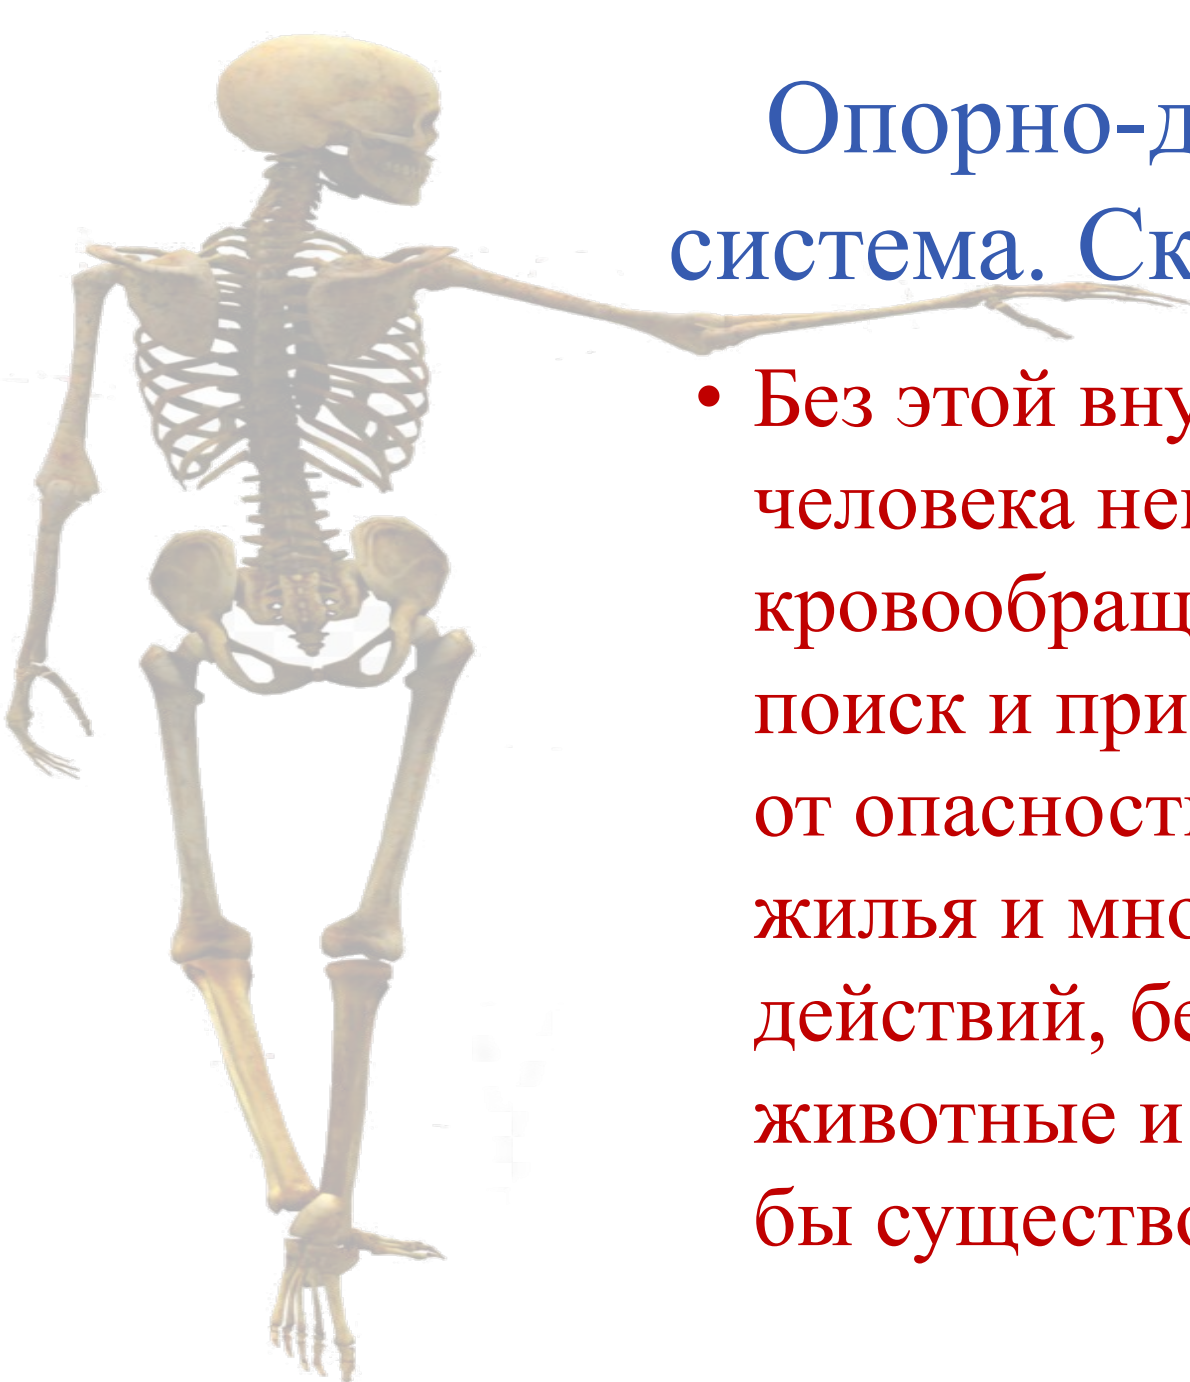 Опорно-д
система. Ск
• Без этой вну
человека не
кровообращ
поиск и при
от опасност
жилья и мно
действий, бе
животные и
бы существо